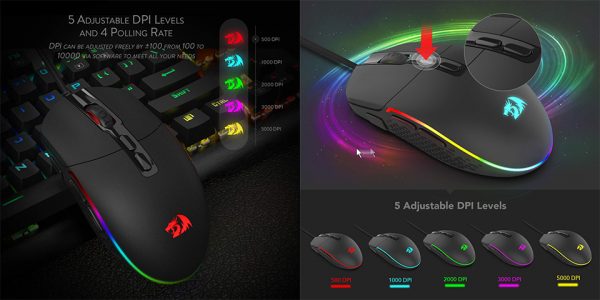 5 Adjustable DPI Levels
and 4 Polling Rate
DPI can be adjusted freely by ±100 from 100 to
10000 via software to meet all your needs
500 DPI
1000 DPI
2000 DPI
3000 DPI
5000 DPI
5 Adjustable DPI Levels
500 DPI
1000 DPI
2000 DPI
3000 DPI
5000 DPI